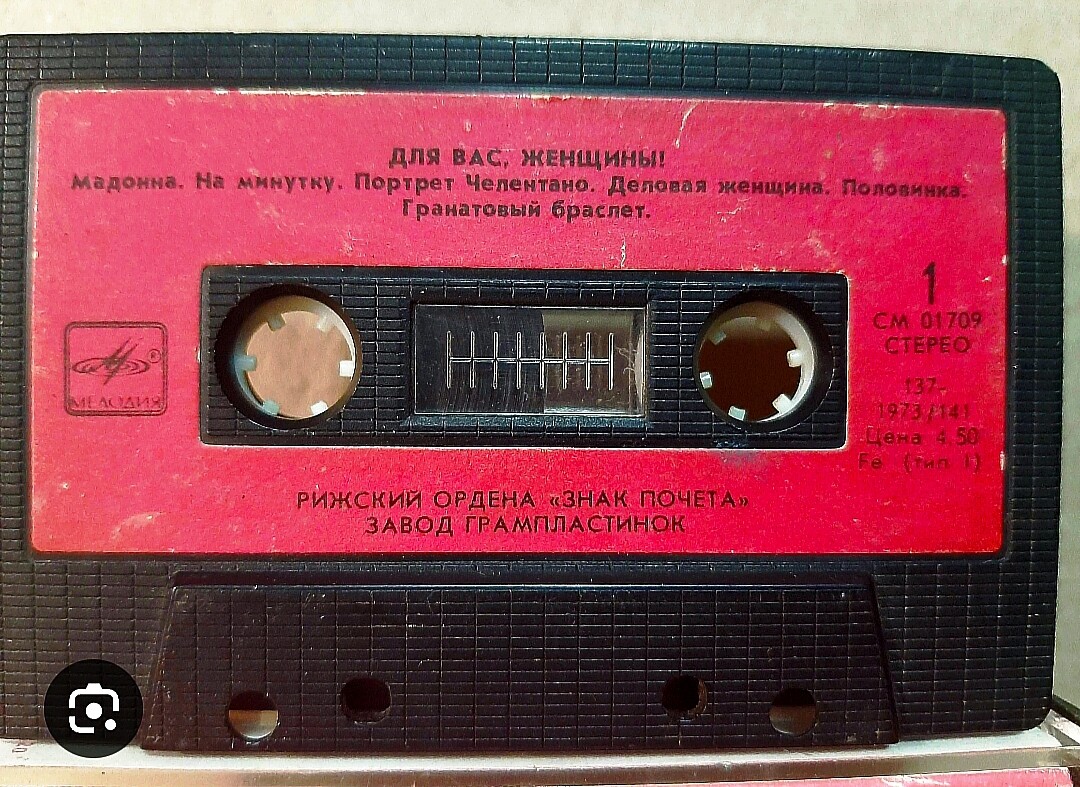 ДЛЯ ВАС, ЖЕНЩИНЫ!
Мадонна. На минутку. Портрет Челентано. Деловая женщина. Половинка.
Гранатовый браслет.
1
СМ 01709
СТЕРЕО
137-
1973/141
Цена 4 50
Fe (тип I)
® 
МЕЛОДИЯ
РИЖСКИЙ ОРДЕНА «ЗНАК ПОЧЕТА»
ЗАВОД ГРАМПЛАСТИНОК